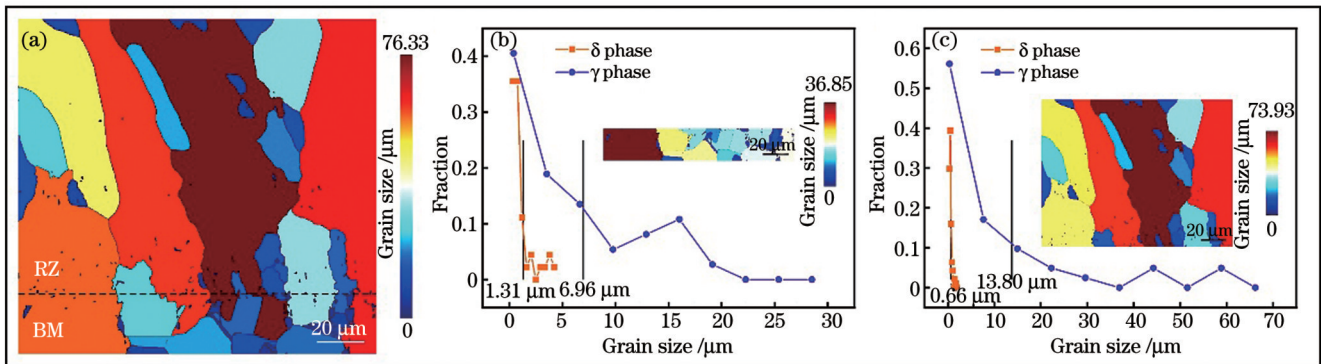 (a)
76.33
Grain size /μm
0
RZ
BM
20 μm
(b)
δ phase
γ phase
36.85
Grain size /μm
0
20 μm
0.4
0.3
0.2
0.1
0
Fraction
1.31 μm
6.96 μm
0 5 10 15 20 25 30
Grain size /μm
(c)
δ phase
γ phase
73.93
Grain size /μm
0
20 μm
0.6
0.5
0.4
0.3
0.2
0.1
0
Fraction
0.66 μm
13.80 μm
0 10 20 30 40 50 60 70
Grain size /μm